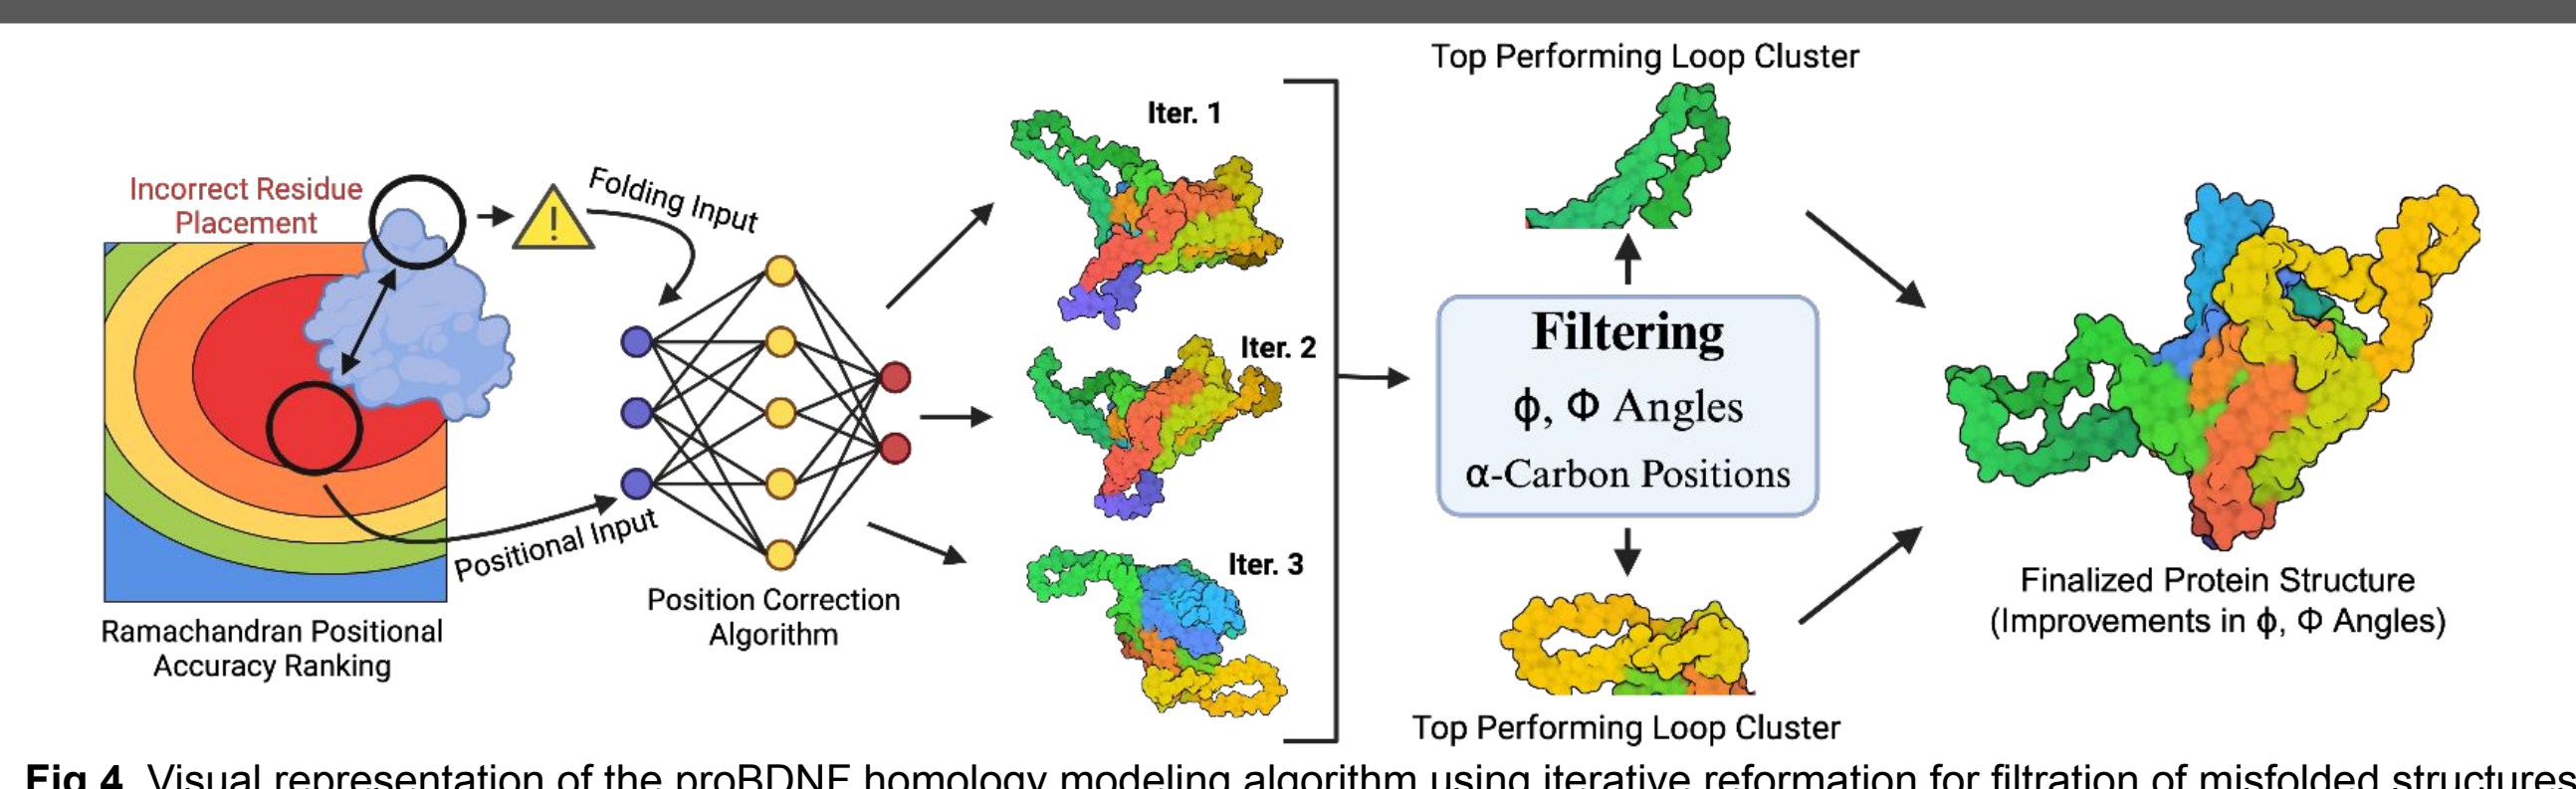 Incorrect Residue
Placement
!
Folding Input
Positional Input
Ramachandran Positional
Accuracy Ranking
Position Correction
Algorithm
Iter. 1
Iter. 2
Iter. 3
Top Performing Loop Cluster
Filtering
ϕ, Φ Angles
α-Carbon Positions
Top Performing Loop Cluster
Finalized Protein Structure
(Improvements in ϕ, Φ Angles)
Fig 4. Visual representation of the proBDNF homology modeling algorithm using iterative reformation for filtration of misfolded structures